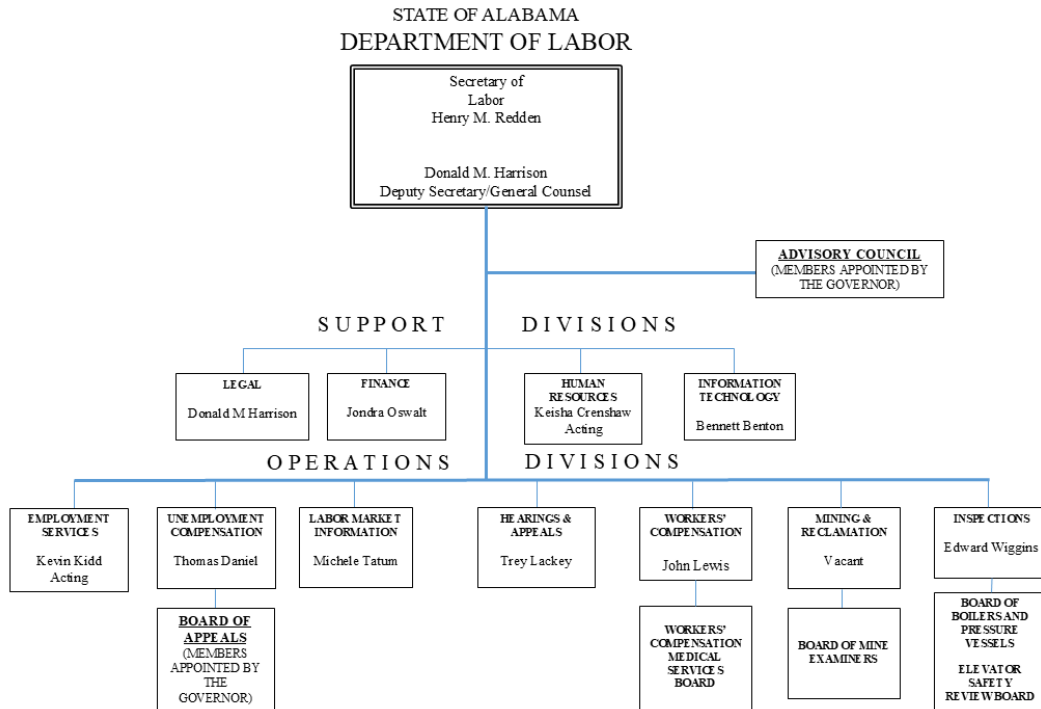 STATE OF ALABAMA
DEPARTMENT OF LABOR
Secretary of
Labor
Henry M. Redden
Donald M. Harrison
Deputy Secretary/General Counsel
ADVISORY COUNCIL
(MEMBERS APPOINTED BY
THE GOVERNOR)
SUPPORT DIVISIONS
LEGAL
Donald M Harrison
FINANCE
Jondra Oswalt
HUMAN
RESOURCES
Keisha Crenshaw
Acting
INFORMATION
TECHNOLOGY
Bennett Benton
OPERATIONS DIVISIONS
EMPLOYMENT
SERVICES
Kevin Kidd
Acting
UNEMPLOYMENT
COMPENSATION
Thomas Daniel
LABOR MARKET
INFORMATION
Michele Tatum
HEARINGS &
APPEALS
Trey Lackey
WORKERS'
COMPENSATION
John Lewis
MINING &
RECLAMATION
Vacant
INSPECTIONS
Edward Wiggins
BOARD OF
APPEALS
(MEMBERS
APPOINTED BY
THE
GOVERNOR)
WORKERS'
COMPENSATION
MEDICAL
SERVICES
BOARD
BOARD OF MINE
EXAMINERS
BOARD OF
BOILERS AND
PRESSURE
VESSELS
ELEVATOR
SAFETY
REVIEW BOARD